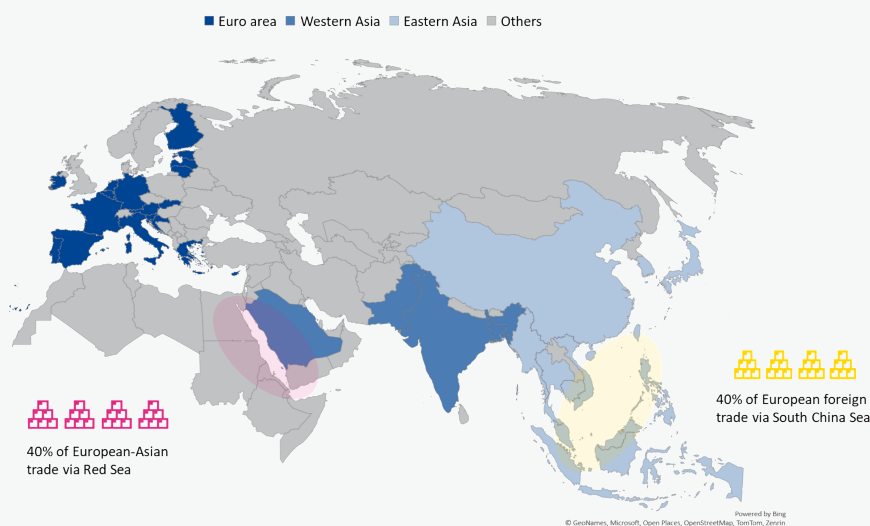 Euro area Western Asia Eastern Asia Others
40% of European foreign
trade via South China Sea
40% of European-Asian
trade via Red Sea
Powered by Bing
© GeoNames, Microsoft, Open Places, OpenStreetMap, TomTom, Zenrin